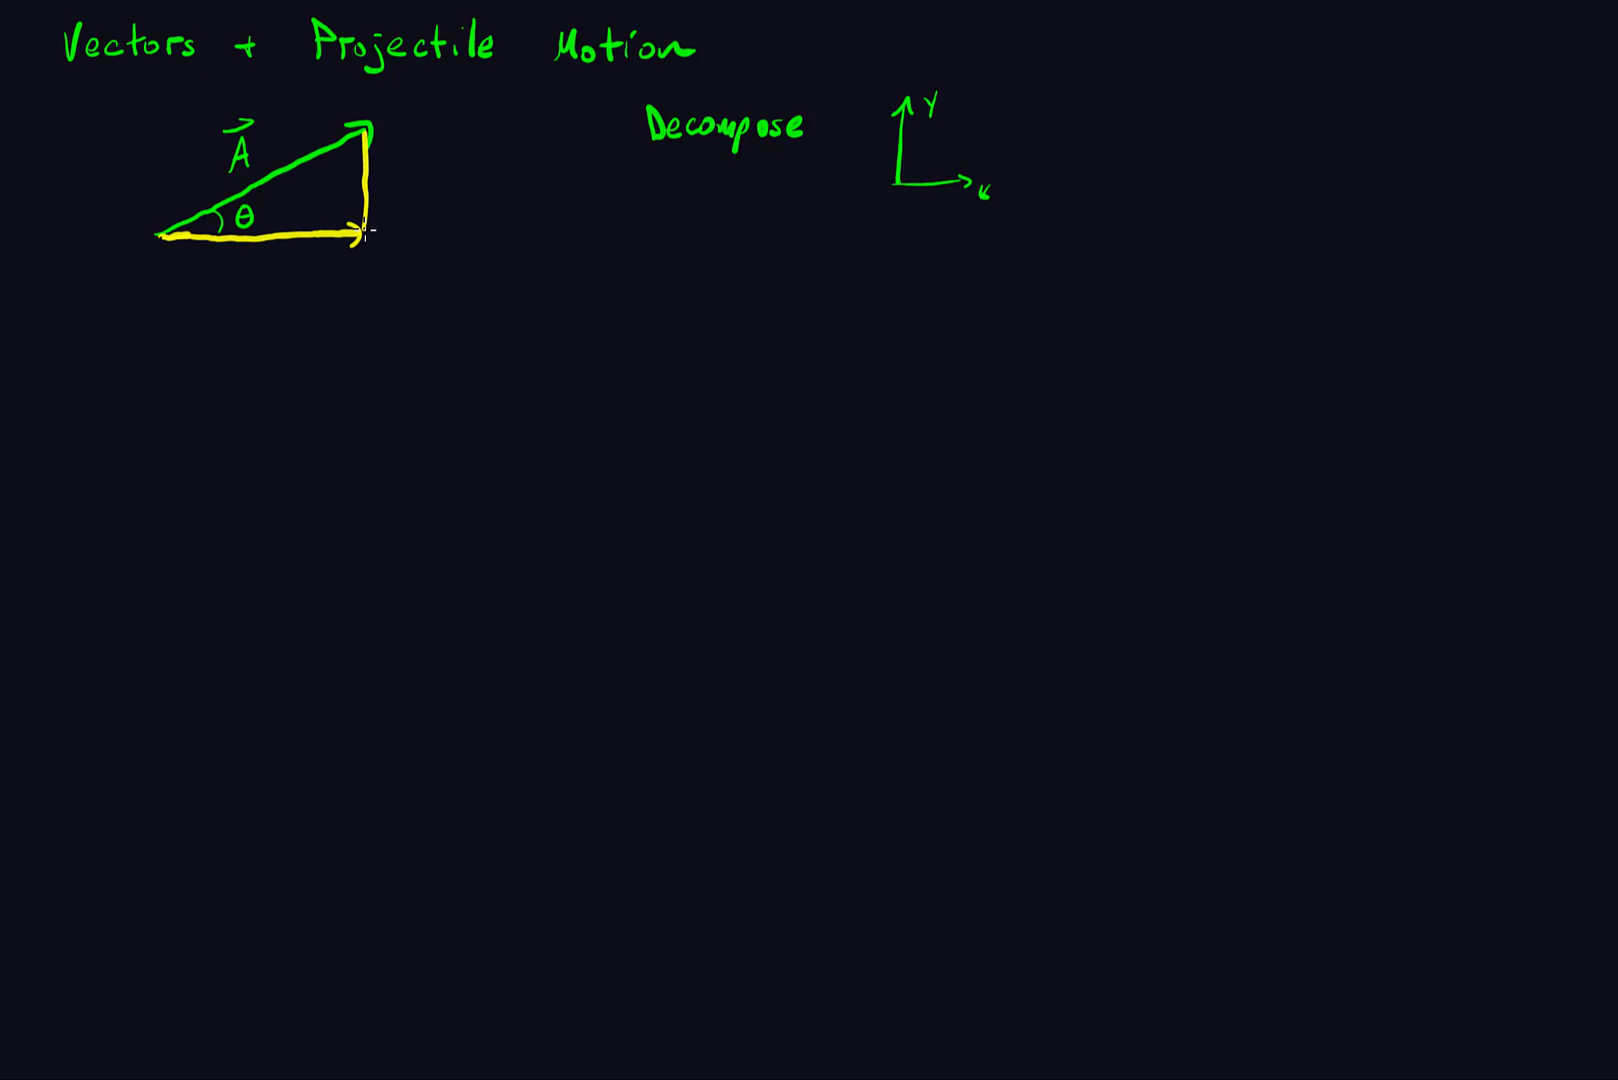 Vectors + Projectile Motion
A⃗
θ
Decompose
Y
x